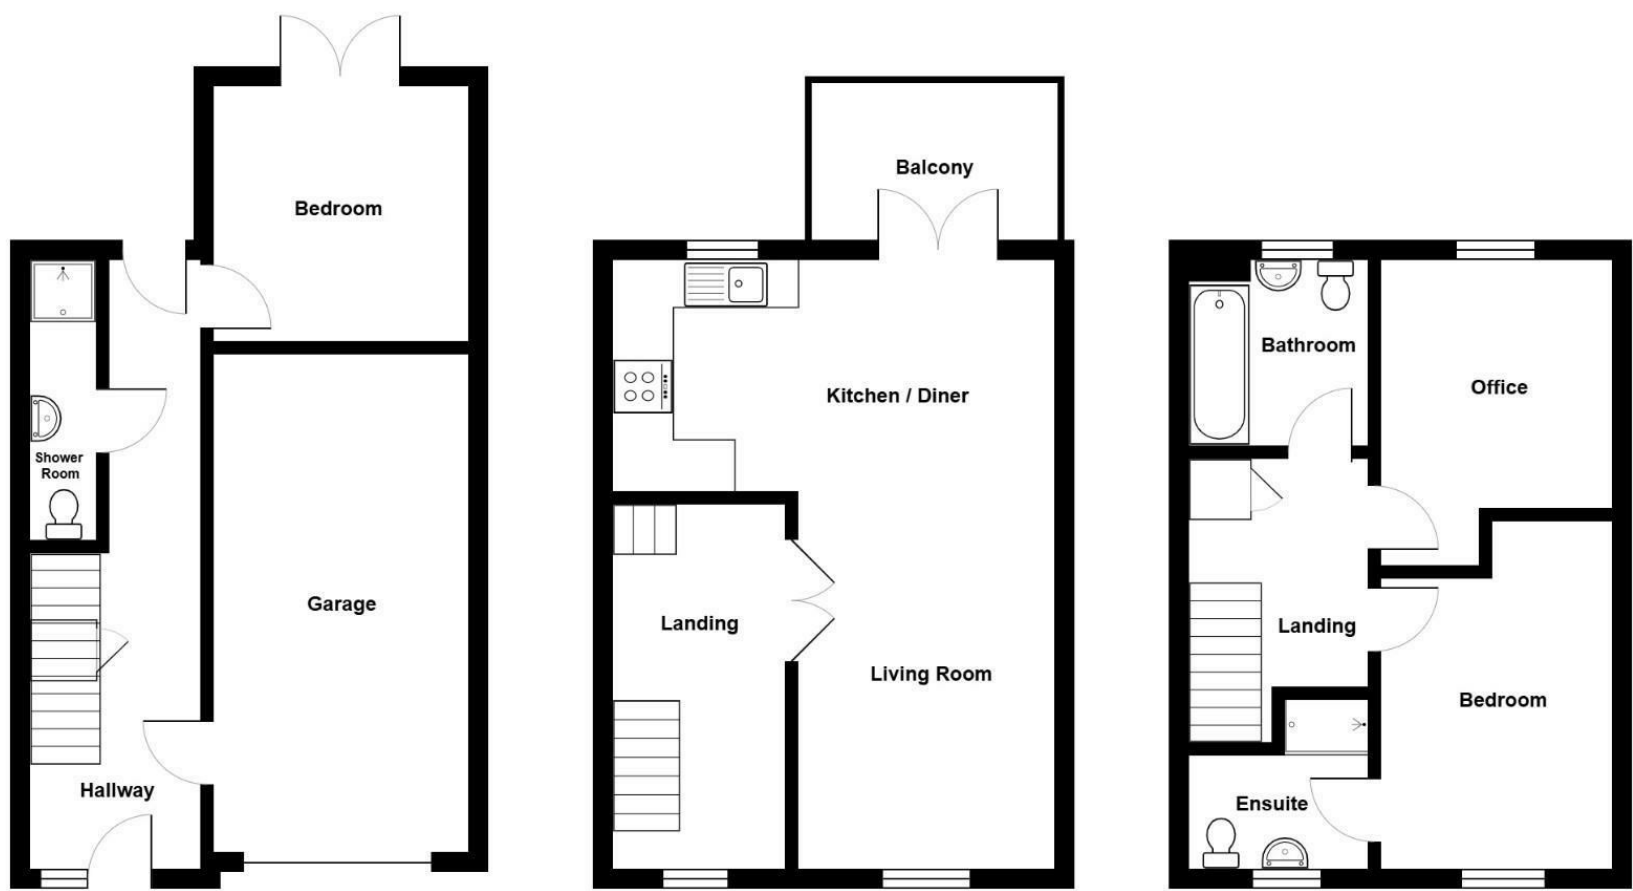 Bedroom
Shower
Room
Garage
Hallway
Balcony
Kitchen / Diner
Landing
Living Room
Bathroom
Office
Landing
Bedroom
Ensuite